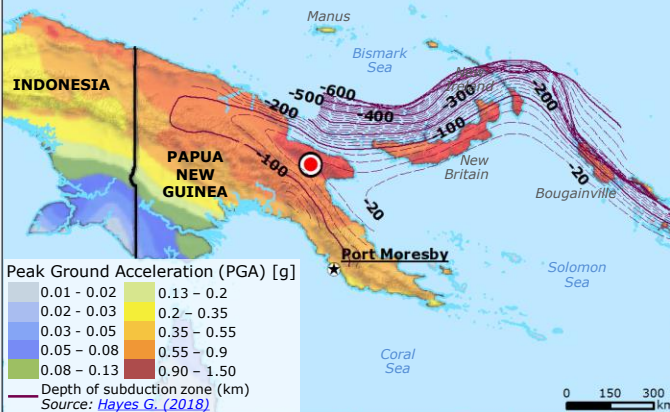 Manus
Bismark
Sea
INDONESIA
-600
-500
-200
-400
-300
-200
-100
New
Ireland
PAPUA
NEW
GUINEA
-100
New
Britain
-20
Bougainville
-20
Port Moresby
Solomon
Sea
Coral
Sea
Peak Ground Acceleration (PGA) [g]
0.01 - 0.02 0.13 – 0.2
0.02 - 0.03 0.2 – 0.35
0.03 - 0.05 0.35 – 0.55
0.05 – 0.08 0.55 – 0.9
0.08 – 0.13 0.90 – 1.50
Depth of subduction zone (km)
Source: Hayes G. (2018)
0 150 300
km